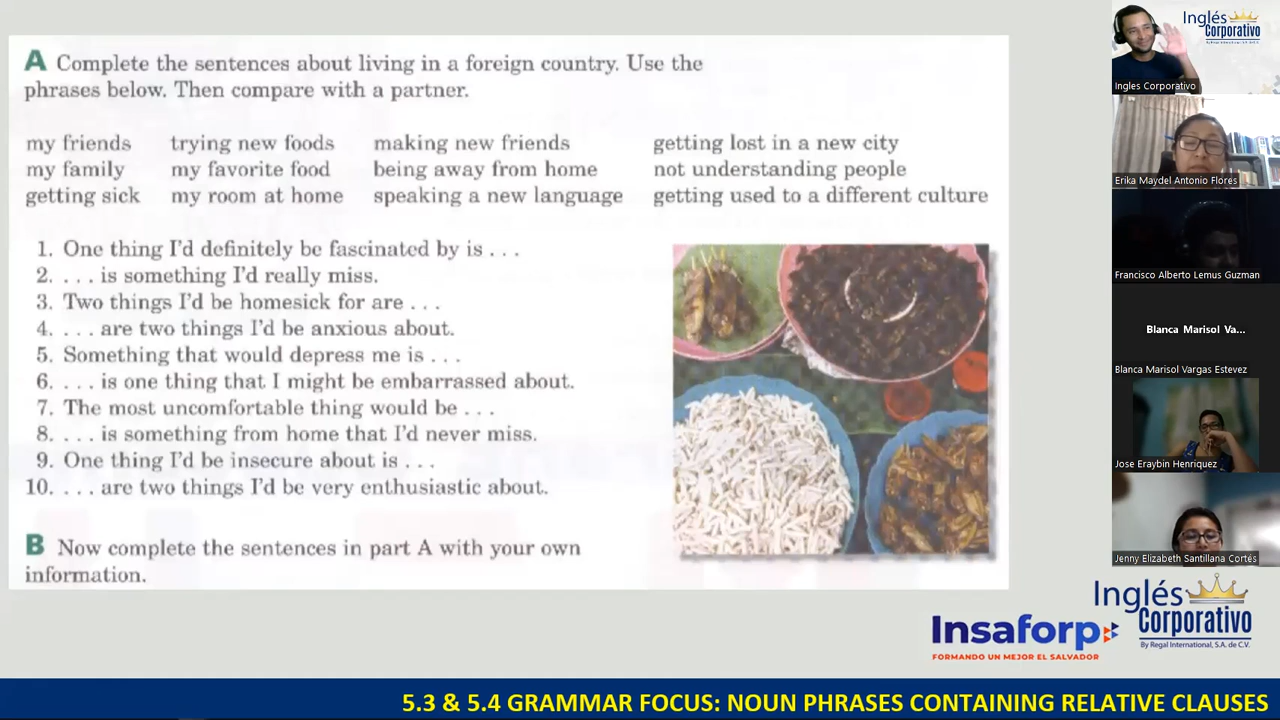 A Complete the sentences about living in a foreign country. Use the
phrases below. Then compare with a partner.
my friends trying new foods making new friends getting lost in a new city
my family my favorite food being away from home not understanding people
getting sick my room at home speaking a new language getting used to a different culture
1. One thing I'd definitely be fascinated by is . . .
2. . . . is something I'd really miss.
3. Two things I'd be homesick for are . . .
4. . . . are two things I'd be anxious about.
5. Something that would depress me is . . .
6. . . . is one thing that I might be embarrassed about.
7. The most uncomfortable thing would be . . .
8. . . . is something from home that I'd never miss.
9. One thing I'd be insecure about is . . .
10. . . . are two things I'd be very enthusiastic about.
B Now complete the sentences in part A with your own
information.
Inglés
Corporativo
By Regal International, S.A. de C.V.
Ingles Corporativo
Erika Maydel Antonio Flores
Francisco Alberto Lemus Guzman
Blanca Marisol Va...
Blanca Marisol Vargas Estevez
Jose Eraybin Henriquez
Jenny Elizabeth Santillana Cortés
Inglés
Corporativo
By Regal International, S.A. de C.V.
Insaforp
FORMANDO UN MEJOR EL SALVADOR
5.3 & 5.4 GRAMMAR FOCUS: NOUN PHRASES CONTAINING RELATIVE CLAUSES